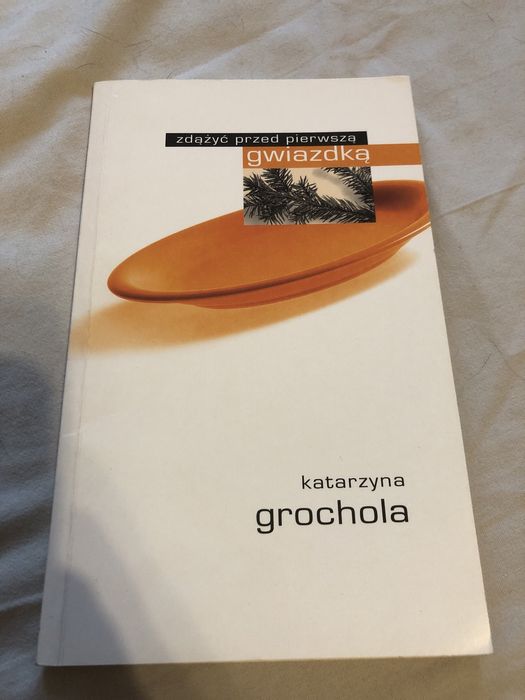 zdążyć przed pierwszą
gwiazdką
katarzyna
grochola